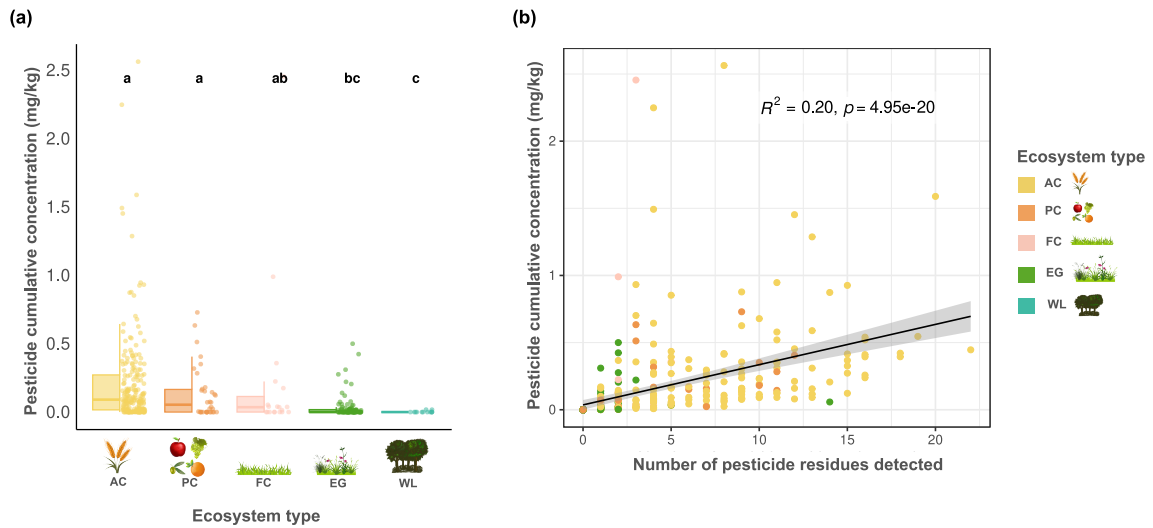 (a)
Pesticide cumulative concentration (mg/kg)
2.5
2.0
1.5
1.0
0.5
0.0
a a ab bc c
AC PC FC EG WL
Ecosystem type
(b)
Pesticide cumulative concentration (mg/kg)
2
1
0
R² = 0.20, p = 4.95e-20
0 5 10 15 20
Number of pesticide residues detected
Ecosystem type
AC
PC
FC
EG
WL